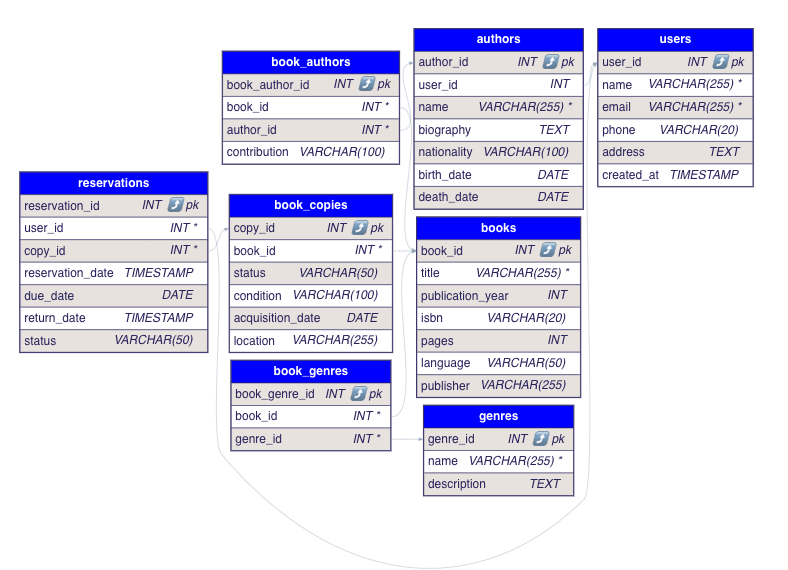 book_authors
book_author_id INT ⤴ pk
book_id INT *
author_id INT *
contribution VARCHAR(100)
authors
author_id INT ⤴ pk
user_id INT
name VARCHAR(255) *
biography TEXT
nationality VARCHAR(100)
birth_date DATE
death_date DATE
users
user_id INT ⤴ pk
name VARCHAR(255) *
email VARCHAR(255) *
phone VARCHAR(20)
address TEXT
created_at TIMESTAMP
reservations
reservation_id INT ⤴ pk
user_id INT *
copy_id INT *
reservation_date TIMESTAMP
due_date DATE
return_date TIMESTAMP
status VARCHAR(50)
book_copies
copy_id INT ⤴ pk
book_id INT *
status VARCHAR(50)
condition VARCHAR(100)
acquisition_date DATE
location VARCHAR(255)
books
book_id INT ⤴ pk
title VARCHAR(255) *
publication_year INT
isbn VARCHAR(20)
pages INT
language VARCHAR(50)
publisher VARCHAR(255)
book_genres
book_genre_id INT ⤴ pk
book_id INT *
genre_id INT *
genres
genre_id INT ⤴ pk
name VARCHAR(255) *
description TEXT